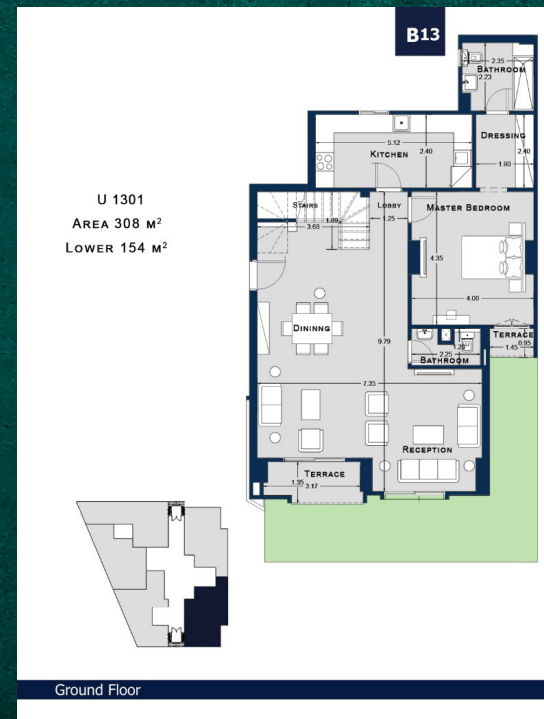 B13
2.35
BATHROOM
2.23
DRESSING
5.12
2.40
2.40
KITCHEN
1.90
U 1301
AREA 308 M²
LOWER 154 M²
STAIRS
LOBBY
MASTER BEDROOM
1.89
1.25
3.63
4.35
4.00
DININNG
9.79
TERRACE
1.20
0.95
2.25
1.45
BATHROOM
7.35
RECEPTION
TERRACE
1.35
3.17
Ground Floor